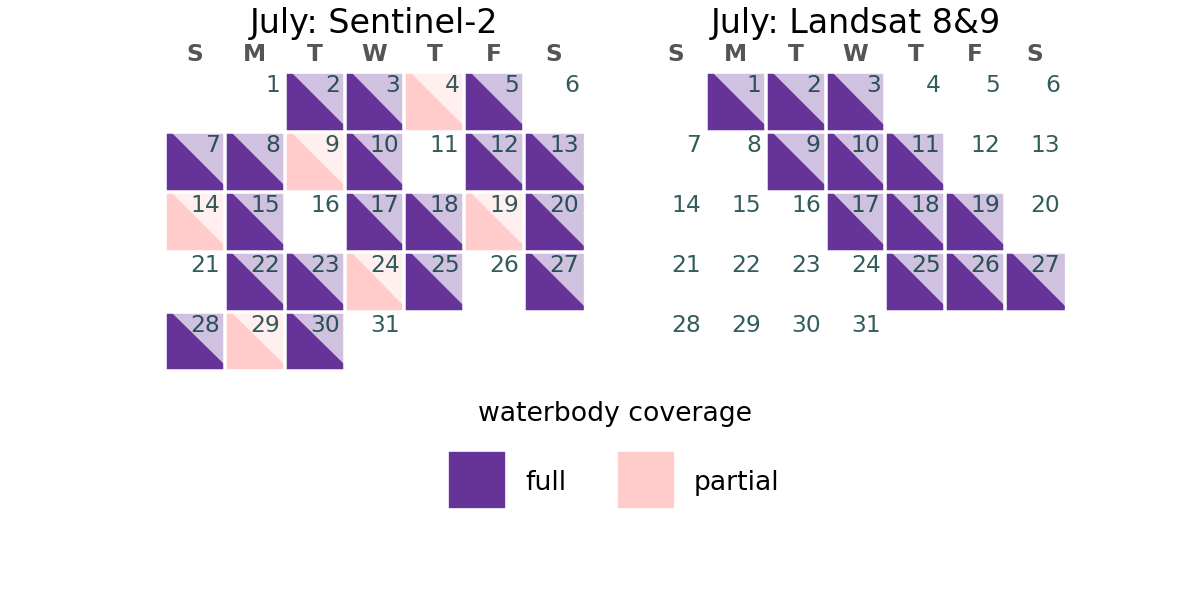 July: Sentinel-2
S M T W T F S
1 2 3 4 5 6
7 8 9 10 11 12 13
14 15 16 17 18 19 20
21 22 23 24 25 26 27
28 29 30 31
July: Landsat 8&9
S M T W T F S
1 2 3 4 5 6
7 8 9 10 11 12 13
14 15 16 17 18 19 20
21 22 23 24 25 26 27
28 29 30 31
waterbody coverage
full partial